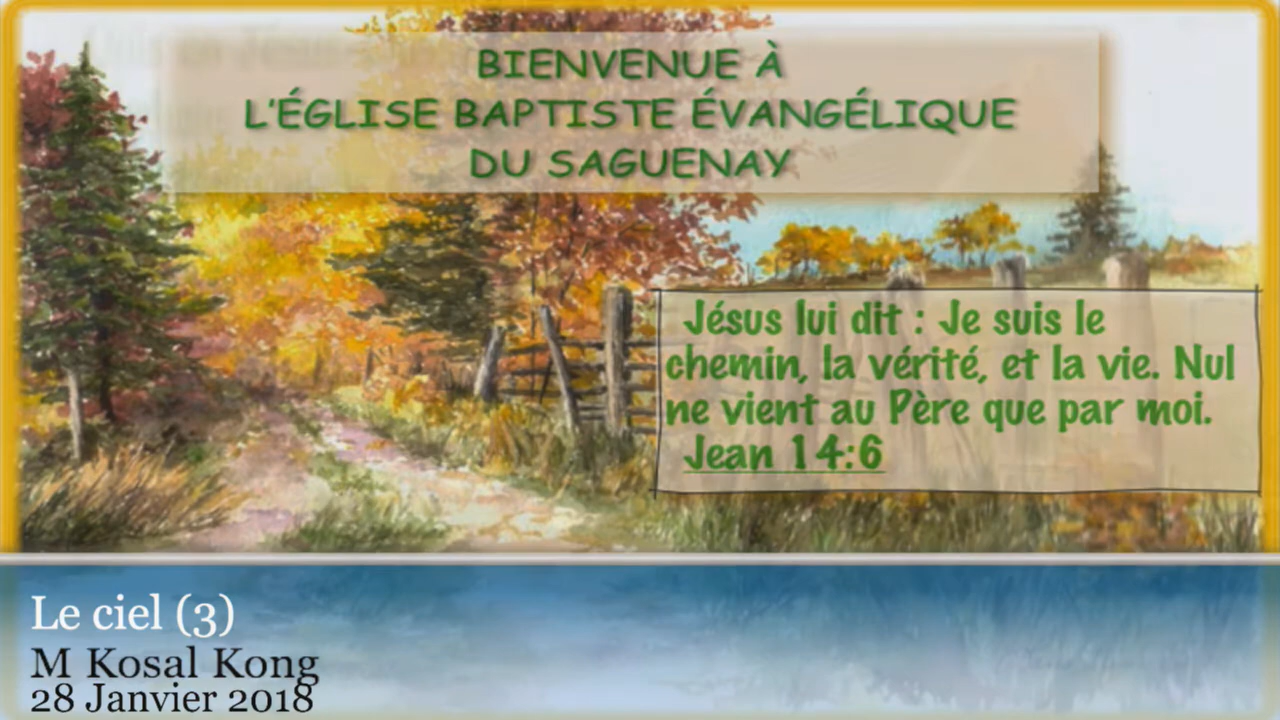 BIENVENUE À
L'ÉGLISE BAPTISTE ÉVANGÉLIQUE
DU SAGUENAY
Jésus lui dit : Je suis le
chemin, la vérité, et la vie. Nul
ne vient au Père que par moi.
Jean 14:6
Le ciel (3)
M Kosal Kong
28 Janvier 2018